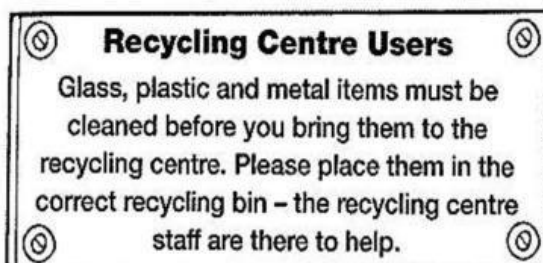 Recycling Centre Users
Glass, plastic and metal items must be
cleaned before you bring them to the
recycling centre. Please place them in the
correct recycling bin – the recycling centre
staff are there to help.